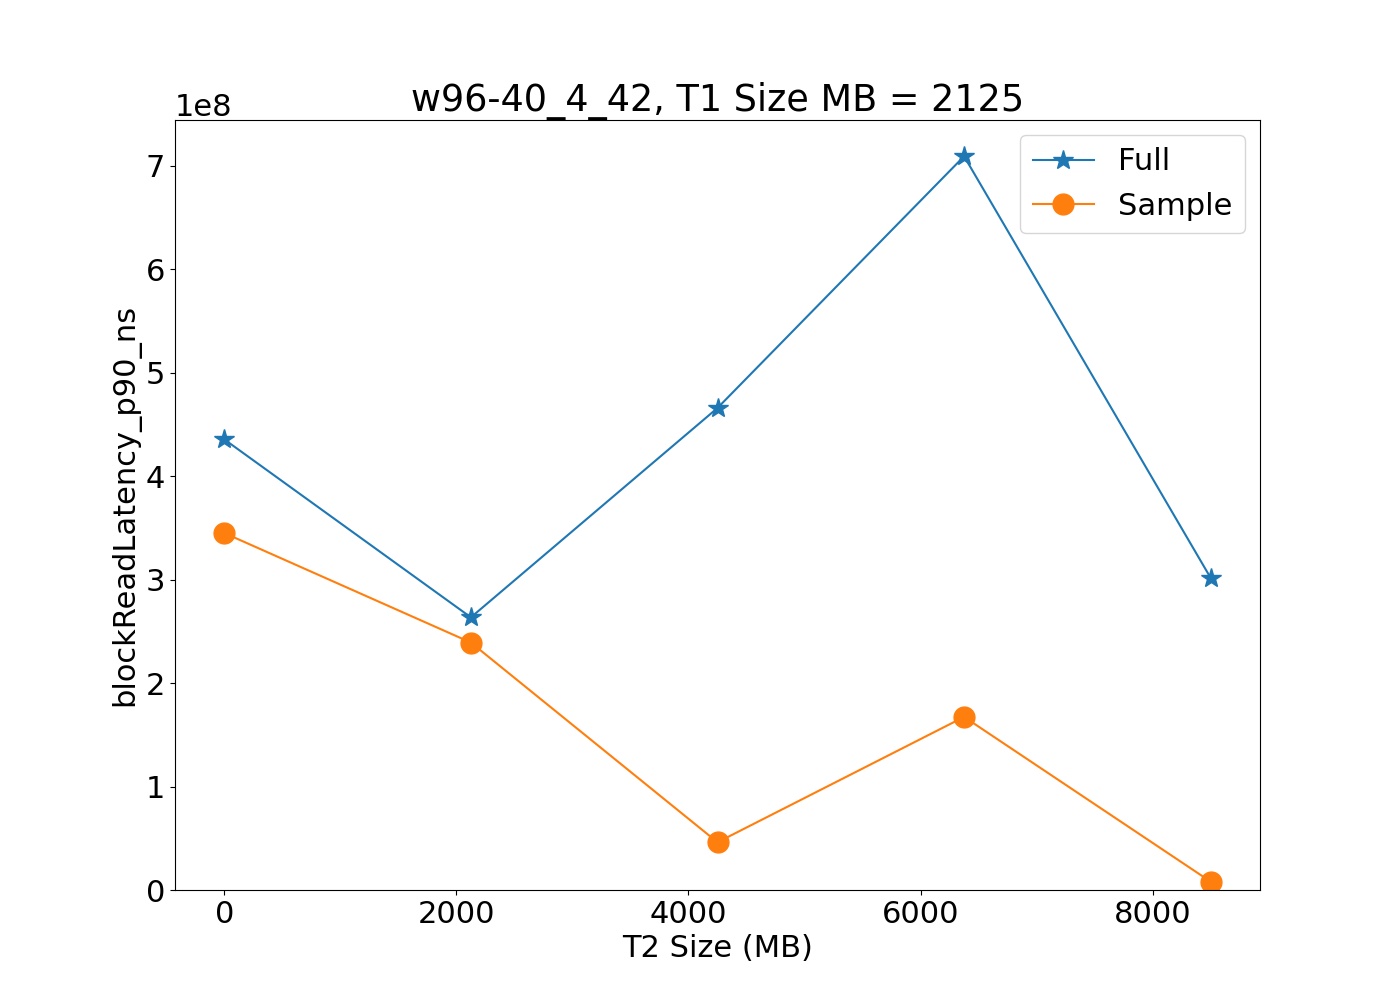 w96-40_4_42, T1 Size MB = 2125
1e8
7
6
5
4
3
2
1
0
blockReadLatency_p90_ns
Full
Sample
0 2000 4000 6000 8000
T2 Size (MB)